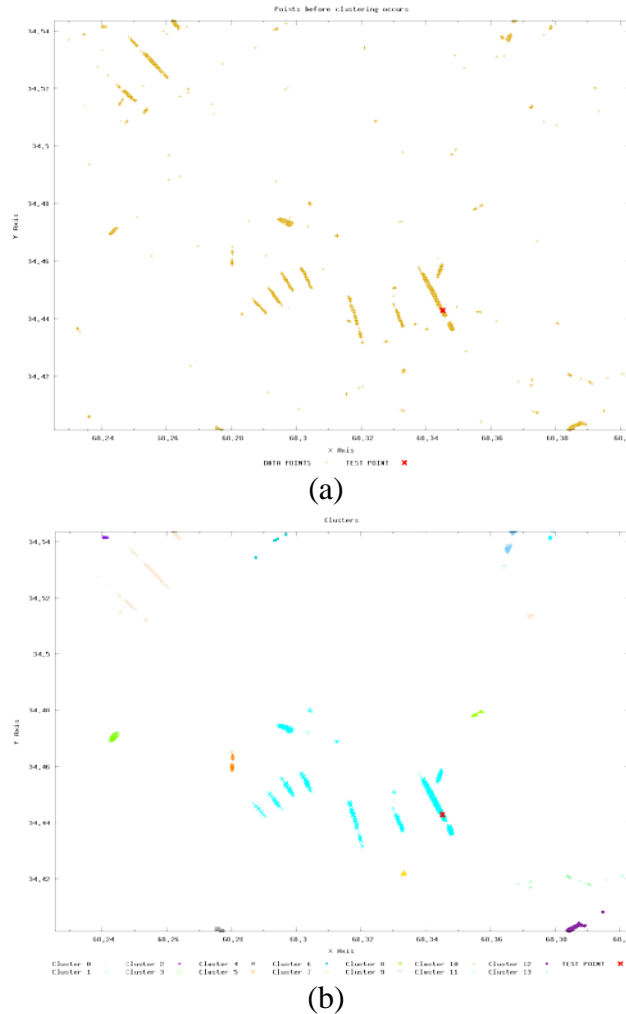 Points before clustering occurs
34.54
34.52
34.5
34.48
34.46
34.44
34.42
Y Axis
68.24 68.26 68.28 68.3 68.32 68.34 68.36 68.38 68.4
X Axis
DATA POINTS TEST POINT
(a)
Clusters
34.54
34.52
34.5
34.48
34.46
34.44
34.42
Y Axis
68.24 68.26 68.28 68.3 68.32 68.34 68.36 68.38 68.4
X Axis
Cluster 0 Cluster 2 Cluster 4 Cluster 6 Cluster 8 Cluster 10 Cluster 12 TEST POINT
Cluster 1 Cluster 3 Cluster 5 Cluster 7 Cluster 9 Cluster 11 Cluster 13
(b)